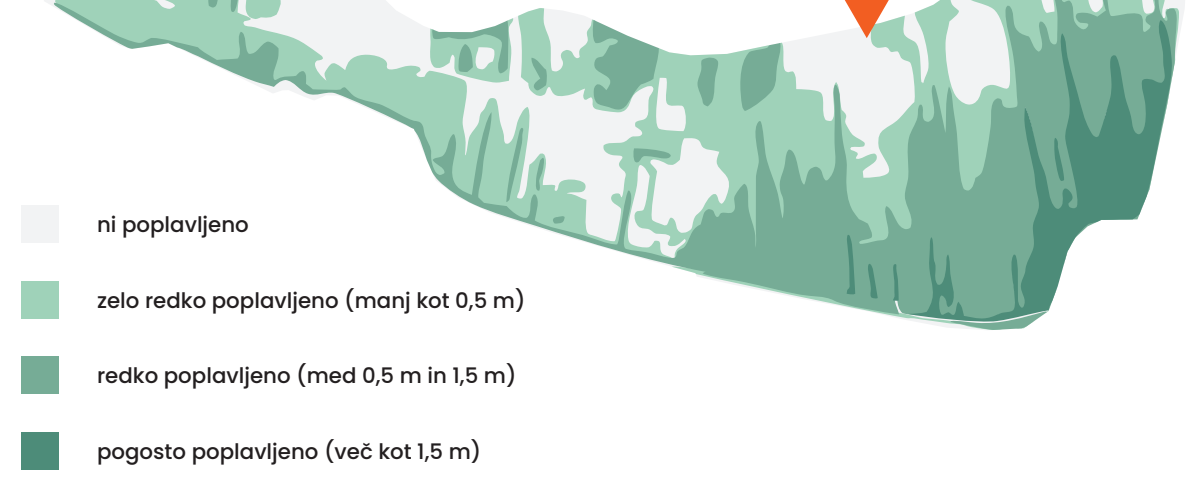 ni poplavljeno
zelo redko poplavljeno (manj kot 0,5 m)
redko poplavljeno (med 0,5 m in 1,5 m)
pogosto poplavljeno (več kot 1,5 m)